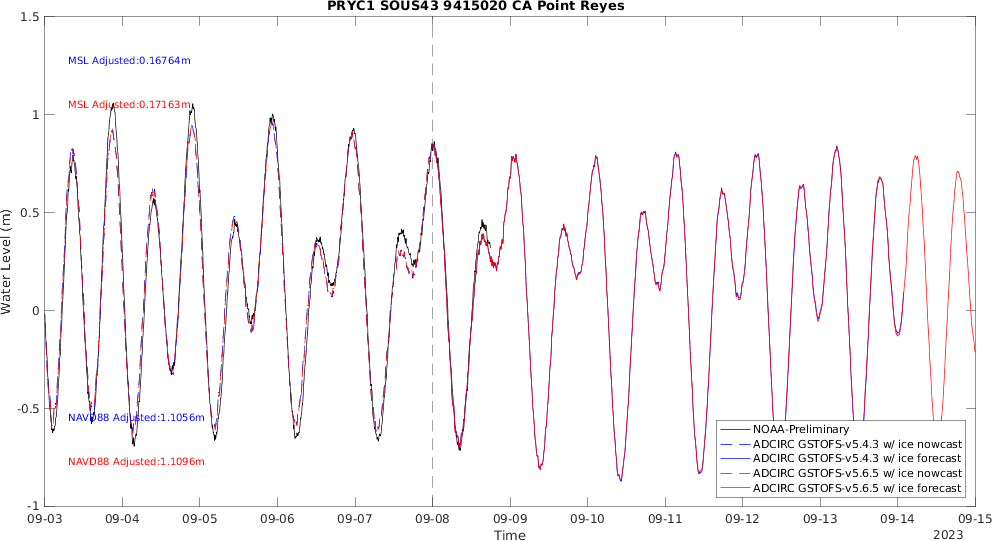 PRYC1 SOUS43 9415020 CA Point Reyes
1.5
1
0.5
0
-0.5
-1
Water Level (m)
MSL Adjusted:0.16764m
MSL Adjusted:0.17163m
NAVD88 Adjusted:1.1056m
NAVD88 Adjusted:1.1096m
NOAA-Preliminary
ADCIRC GSTOFS-v5.4.3 w/ ice nowcast
ADCIRC GSTOFS-v5.4.3 w/ ice forecast
ADCIRC GSTOFS-v5.6.5 w/ ice nowcast
ADCIRC GSTOFS-v5.6.5 w/ ice forecast
09-03 09-04 09-05 09-06 09-07 09-08 09-09 09-10 09-11 09-12 09-13 09-14 09-15
Time
2023